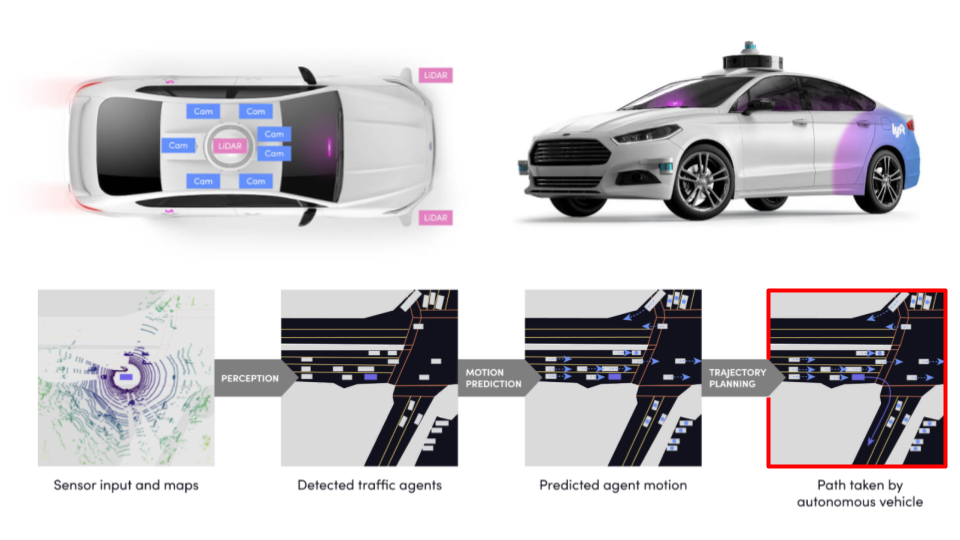 LiDAR
Cam
Cam
Cam
Cam
LiDAR
Cam
Cam
Cam
LiDAR
lyft
PERCEPTION
MOTION
PREDICTION
TRAJECTORY
PLANNING
Sensor input and maps
Detected traffic agents
Predicted agent motion
Path taken by
autonomous vehicle